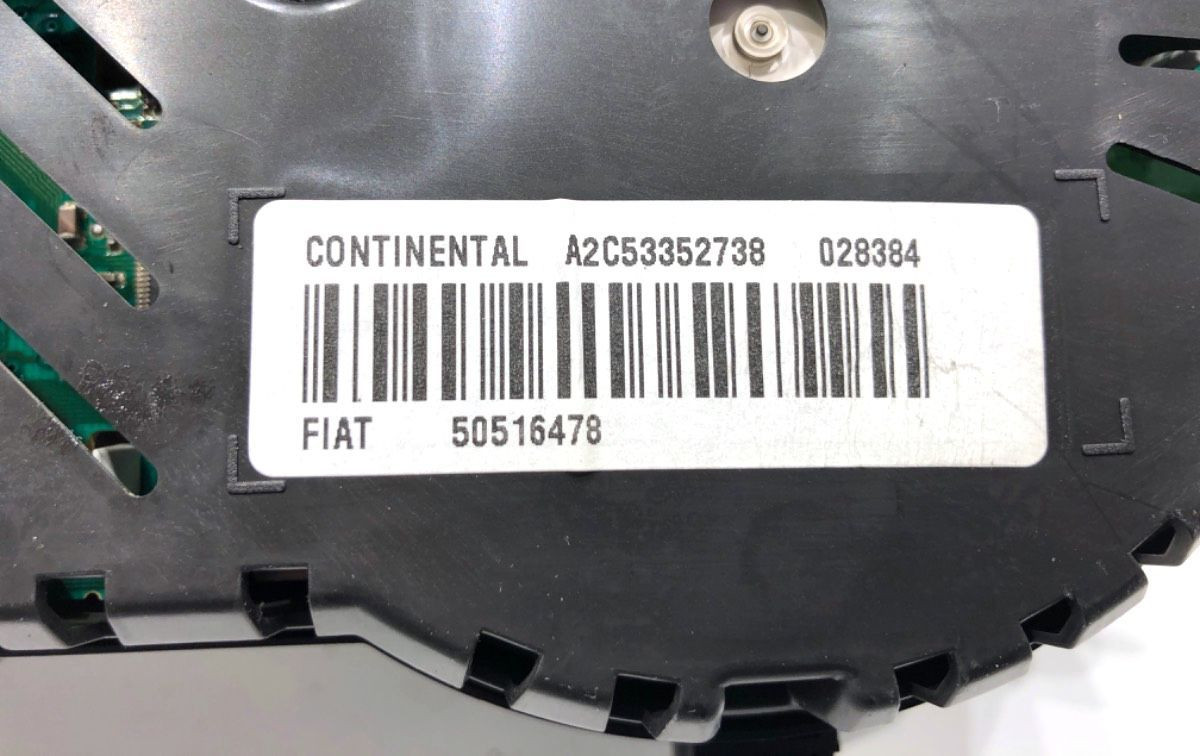 CONTINENTAL A2C53352738 028384
FIAT 50516478